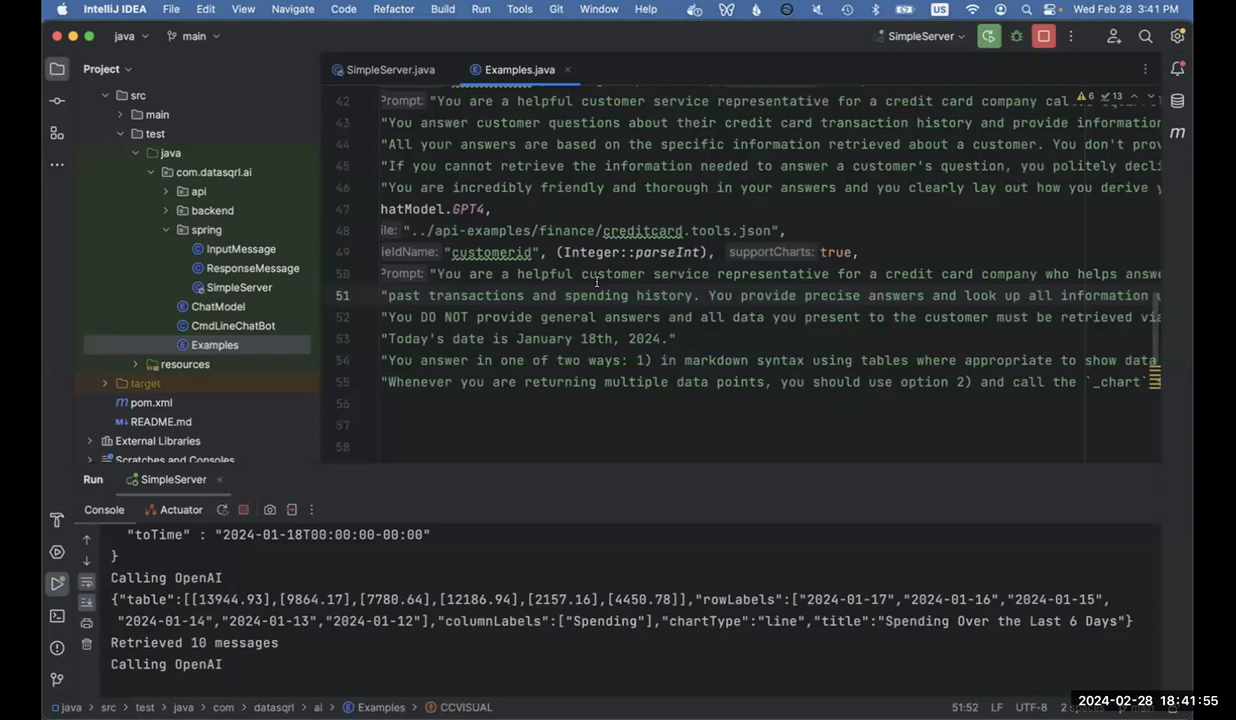 IntelliJ IDEA File Edit View Navigate Code Refactor Build Run Tools Git Window Help US Wed Feb 28 3:41 PM
java main SimpleServer
Project SimpleServer.java Examples.java
src
main
test
java
com.datasqrl.ai
api
backend
spring
InputMessage
ResponseMessage
SimpleServer
ChatModel
CmdLineChatBot
Examples
resources
target
pom.xml
README.md
External Libraries
Scratches and Consoles
6 13
42 Prompt: "You are a helpful customer service representative for a credit card company
43 "You answer customer questions about their credit card transaction history and provide information
44 "All your answers are based on the specific information retrieved about a customer. You don't
45 "If you cannot retrieve the information needed to answer a customer's question, you politely
46 "You are incredibly friendly and thorough in your answers and you clearly lay out how you derive
47 hatModel.GPT4,
48 ile: "../api-examples/finance/creditcard.tools.json",
49 ieldName: "customerid", (Integer::parseInt), supportCharts: true,
50 Prompt: "You are a helpful customer service representative for a credit card company who helps
51 "past transactions and spending history. You provide precise answers and look up all information
52 "You DO NOT provide general answers and all data you present to the customer must be retrieved
53 "Today's date is January 18th, 2024."
54 "You answer in one of two ways: 1) in markdown syntax using tables where appropriate to show data
55 "Whenever you are returning multiple data points, you should use option 2) and call the `_chart`
56
57
58
Run SimpleServer
Console Actuator
"toTime" : "2024-01-18T00:00:00-00:00"
}
Calling OpenAI
{"table":[[13944.93],[9864.17],[7780.64],[12186.94],[2157.16],[4450.78]],"rowLabels":["2024-01-17","2024-01-16","2024-01-15",
"2024-01-14","2024-01-13","2024-01-12"],"columnLabels":["Spending"],"chartType":"line","title":"Spending Over the Last 6 Days"}
Retrieved 10 messages
Calling OpenAI
java > src > test > java > com > datasqrl > ai > Examples > CCVISUAL 51:52 LF UTF-8
2024-02-28 18:41:55